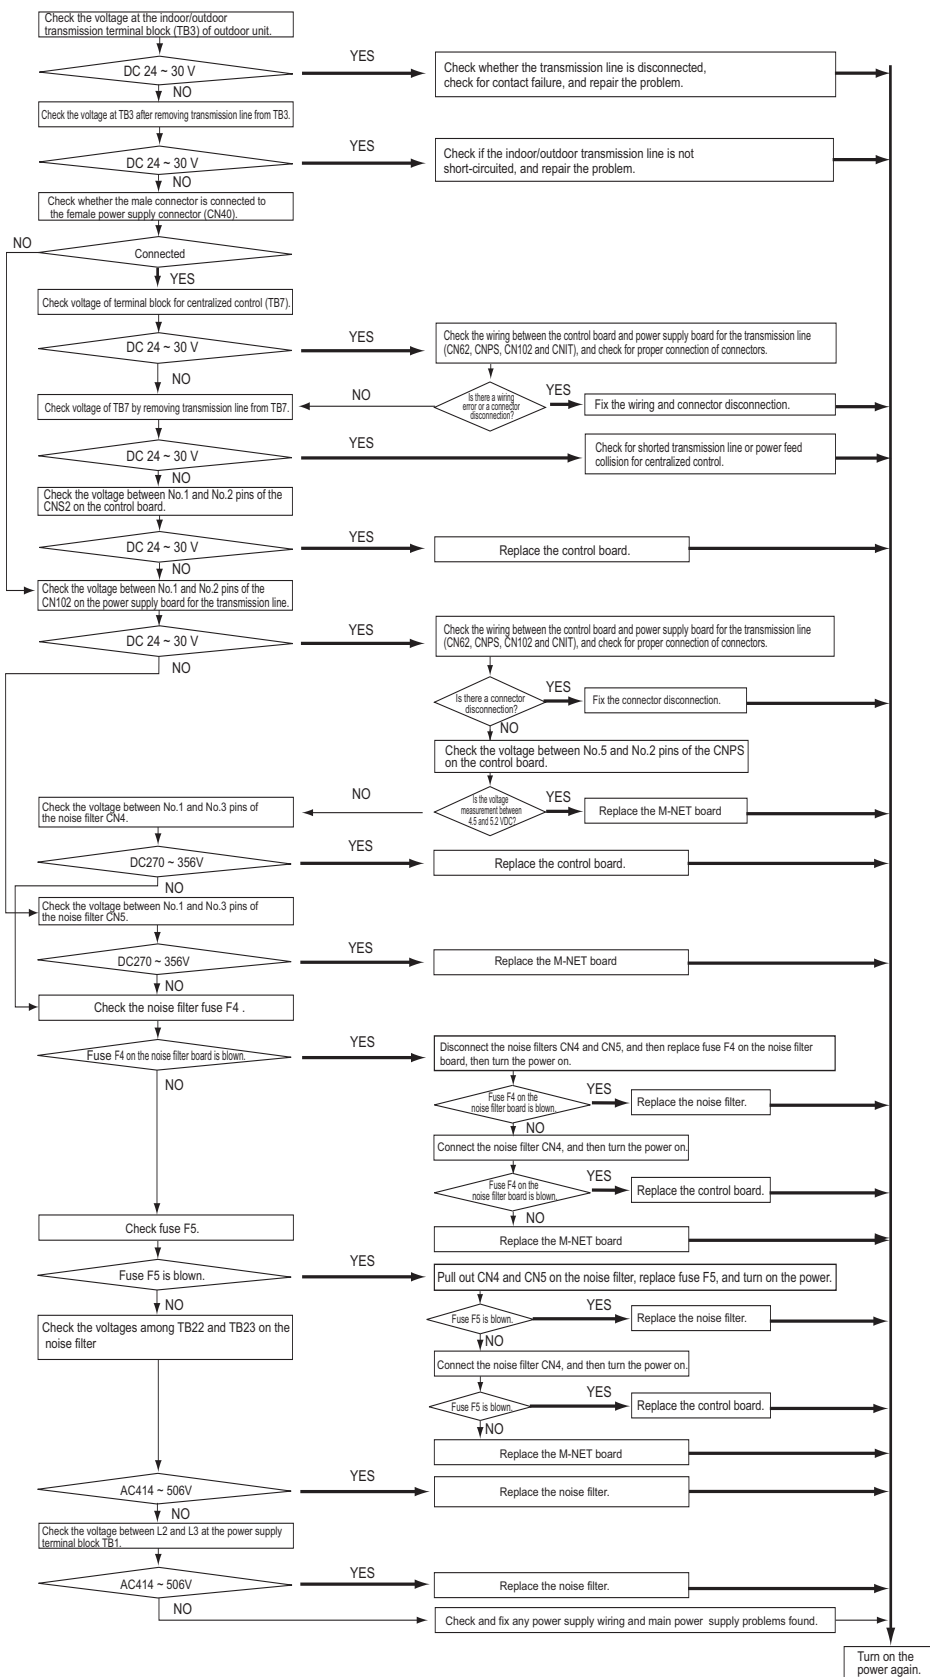 Check the voltage at the indoor/outdoor
transmission terminal block (TB3) of outdoor unit.
DC 24 ~ 30 V
YES
Check whether the transmission line is disconnected,
check for contact failure, and repair the problem.
NO
Check the voltage at TB3 after removing transmission line from TB3.
DC 24 ~ 30 V
YES
Check if the indoor/outdoor transmission line is not
short-circuited, and repair the problem.
NO
Check whether the male connector is connected to
the female power supply connector (CN40).
NO
Connected
YES
Check voltage of terminal block for centralized control (TB7).
DC 24 ~ 30 V
YES
Check the wiring between the control board and power supply board for the transmission line
(CN62, CNPS, CN102 and CNIT), and check for proper connection of connectors.
NO
Check voltage of TB7 by removing transmission line from TB7.
NO
Is there a wiring
error or a connector
disconnection?
YES
Fix the wiring and connector disconnection.
DC 24 ~ 30 V
YES
Check for shorted transmission line or power feed
collision for centralized control.
NO
Check the voltage between No.1 and No.2 pins of the
CNS2 on the control board.
DC 24 ~ 30 V
YES
Replace the control board.
NO
Check the voltage between No.1 and No.2 pins of the
CN102 on the power supply board for the transmission line.
DC 24 ~ 30 V
YES
Check the wiring between the control board and power supply board for the transmission line
(CN62, CNPS, CN102 and CNIT), and check for proper connection of connectors.
NO
Is there a connector
disconnection?
YES
Fix the connector disconnection.
NO
Check the voltage between No.5 and No.2 pins of the CNPS
on the control board.
Is the voltage
measurement between
4.5 and 5.2 VDC?
YES
Replace the M-NET board
NO
Check the voltage between No.1 and No.3 pins of
the noise filter CN4.
DC270 ~ 356V
YES
Replace the control board.
NO
Check the voltage between No.1 and No.3 pins of
the noise filter CN5.
DC270 ~ 356V
YES
Replace the M-NET board
NO
Check the noise filter fuse F4 .
Fuse F4 on the noise filter board is blown.
YES
Disconnect the noise filters CN4 and CN5, and then replace fuse F4 on the noise filter
board, then turn the power on.
NO
Fuse F4 on the
noise filter board is blown.
YES
Replace the noise filter.
NO
Connect the noise filter CN4, and then turn the power on.
Fuse F4 on the
noise filter board is blown.
YES
Replace the control board.
NO
Replace the M-NET board
Check fuse F5.
Fuse F5 is blown.
YES
Pull out CN4 and CN5 on the noise filter, replace fuse F5, and turn on the power.
NO
Fuse F5 is blown.
YES
Replace the noise filter.
NO
Check the voltages among TB22 and TB23 on the
noise filter
Connect the noise filter CN4, and then turn the power on.
Fuse F5 is blown.
YES
Replace the control board.
NO
Replace the M-NET board
AC414 ~ 506V
YES
Replace the noise filter.
NO
Check the voltage between L2 and L3 at the power supply
terminal block TB1.
AC414 ~ 506V
YES
Replace the noise filter.
NO
Check and fix any power supply wiring and main power supply problems found.
Turn on the
power again.